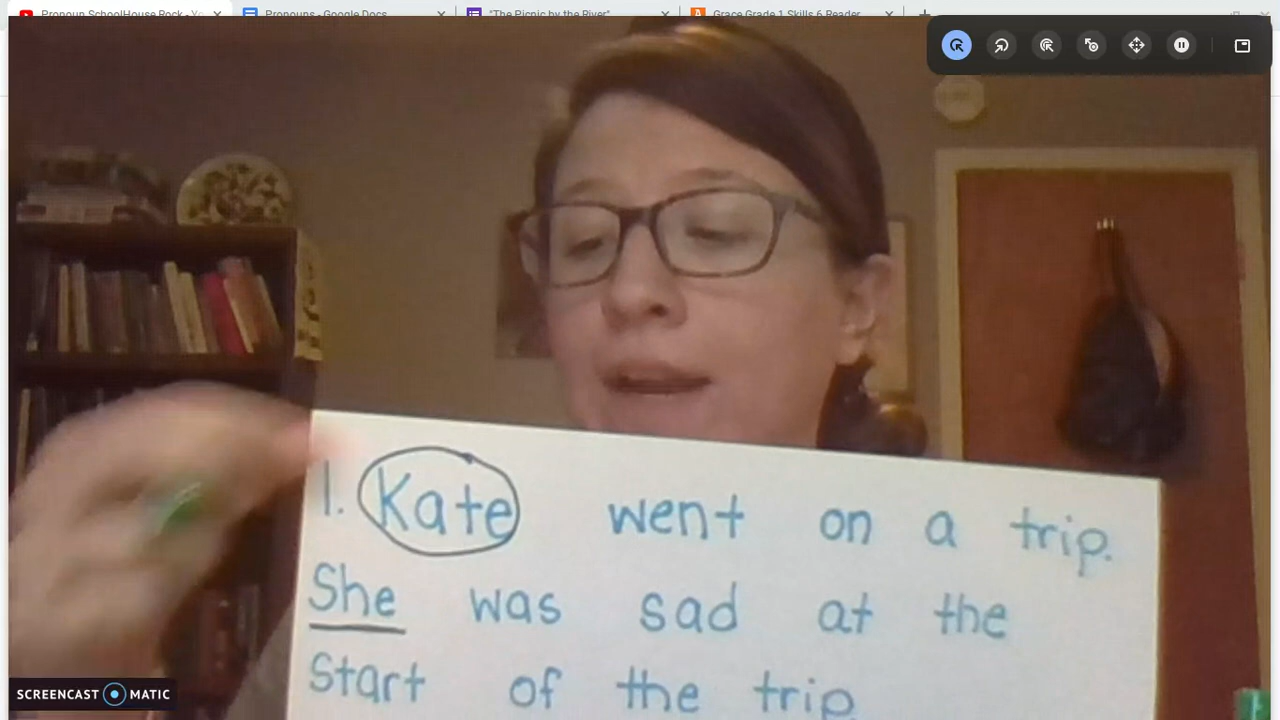 Pronoun SchoolHouse Rock - Yo
Pronouns - Google Docs
"The Picnic by the River"
Grace Grade 1 Skills 6 Reader
1. Kate went on a trip.
She was sad at the
Start of the trip
SCREENCAST MATIC